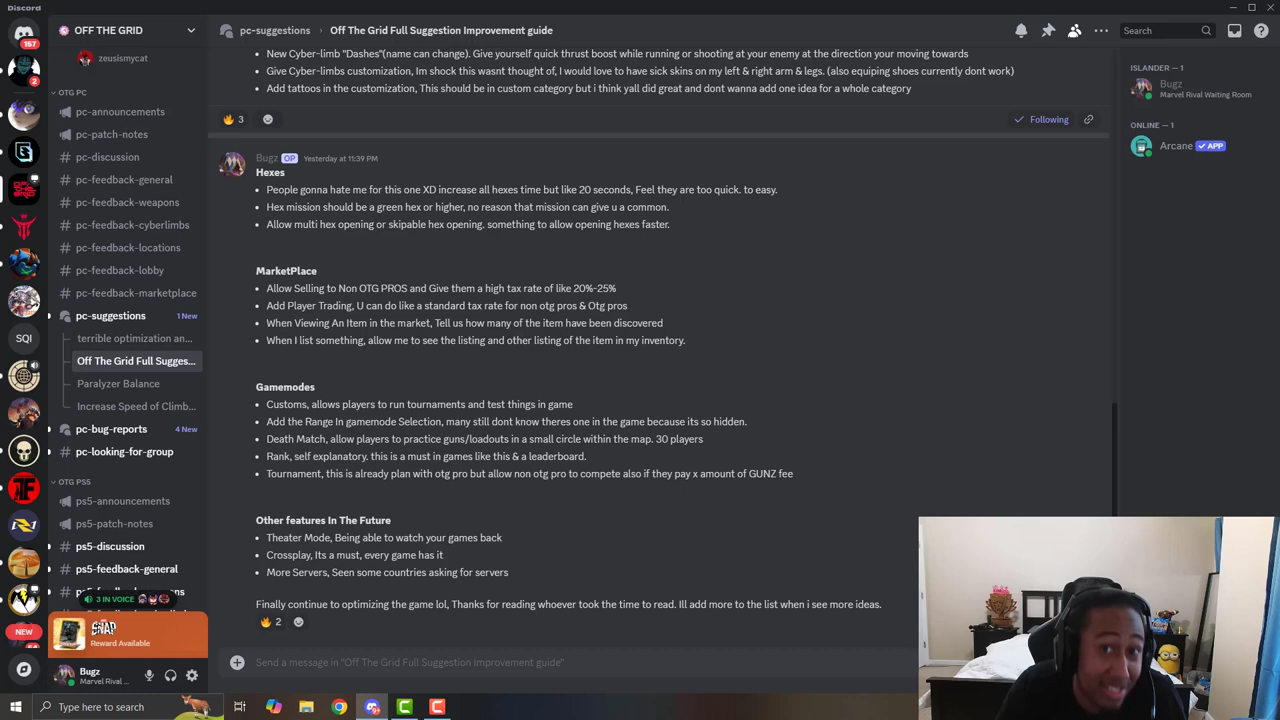 Discord
OFF THE GRID
pc-suggestions
Off The Grid Full Suggestion Improvement guide
Search
157
2
zeusismycat
OTG PC
pc-announcements
pc-patch-notes
pc-discussion
pc-feedback-general
pc-feedback-weapons
pc-feedback-cyberlimbs
pc-feedback-locations
pc-feedback-lobby
pc-feedback-marketplace
pc-suggestions 1 New
terrible optimization an...
Off The Grid Full Sugges...
Paralyzer Balance
Increase Speed of Climb...
pc-bug-reports 4 New
pc-looking-for-group
OTG PS5
ps5-announcements
ps5-patch-notes
ps5-discussion
ps5-feedback-general
3 IN VOICE
SNAP
Reward Available
SQI
NEW
Bugz
Marvel Rival ...
New Cyber-limb "Dashes"(name can change). Give yourself quick thrust boost while running or shooting at your enemy at the direction your moving towards
Give Cyber-limbs customization, Im shock this wasnt thought of, I would love to have sick skins on my left & right arm & legs. (also equiping shoes currently dont work)
Add tattoos in the customization, This should be in custom category but i think yall did great and dont wanna add one idea for a whole category
3
Following
Bugz OP Yesterday at 11:39 PM
Hexes
People gonna hate me for this one XD increase all hexes time but like 20 seconds, Feel they are too quick. to easy.
Hex mission should be a green hex or higher, no reason that mission can give u a common.
Allow multi hex opening or skipable hex opening. something to allow opening hexes faster.
MarketPlace
Allow Selling to Non OTG PROS and Give them a high tax rate of like 20%-25%
Add Player Trading, U can do like a standard tax rate for non otg pros & Otg pros
When Viewing An Item in the market, Tell us how many of the item have been discovered
When I list something, allow me to see the listing and other listing of the item in my inventory.
Gamemodes
Customs, allows players to run tournaments and test things in game
Add the Range In gamemode Selection, many still dont know theres one in the game because its so hidden.
Death Match, allow players to practice guns/loadouts in a small circle within the map. 30 players
Rank, self explanatory. this is a must in games like this & a leaderboard.
Tournament, this is already plan with otg pro but allow non otg pro to compete also if they pay x amount of GUNZ fee
Other features In The Future
Theater Mode, Being able to watch your games back
Crossplay, Its a must, every game has it
More Servers, Seen some countries asking for servers
Finally continue to optimizing the game lol, Thanks for reading whoever took the time to read. Ill add more to the list when i see more ideas.
2
Send a message in "Off The Grid Full Suggestion Improvement guide"
ISLANDER — 1
Bugz
Marvel Rival Waiting Room
ONLINE — 1
Arcane APP
Type here to search